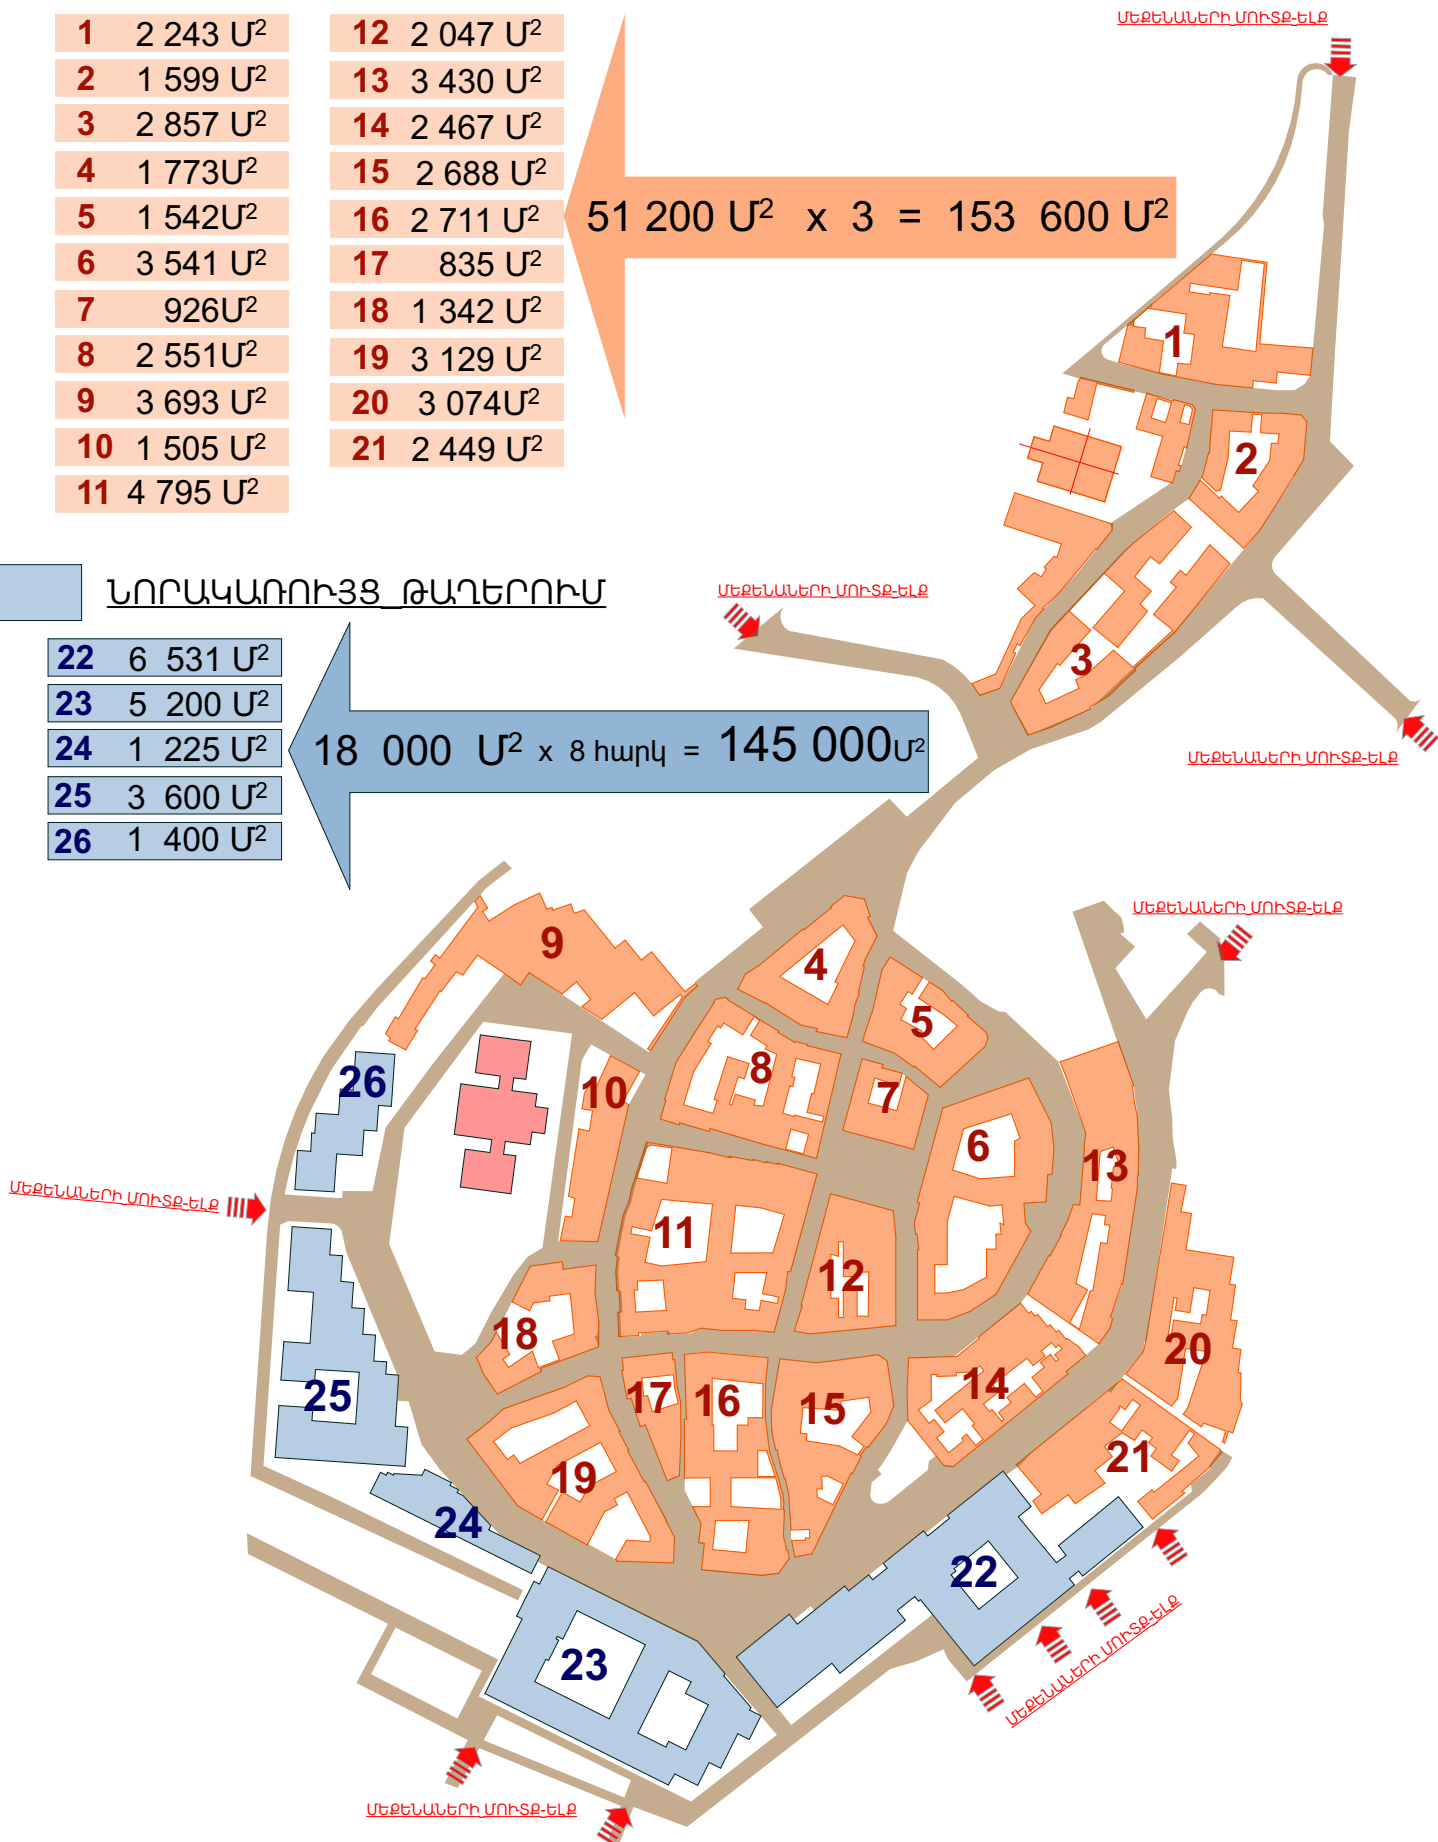 1 2 243 Մ²
2 1 599 Մ²
3 2 857 Մ²
4 1 773Մ²
5 1 542Մ²
6 3 541 Մ²
7 926Մ²
8 2 551Մ²
9 3 693 Մ²
10 1 505 Մ²
11 4 795 Մ²
12 2 047 Մ²
13 3 430 Մ²
14 2 467 Մ²
15 2 688 Մ²
16 2 711 Մ²
17 835 Մ²
18 1 342 Մ²
19 3 129 Մ²
20 3 074Մ²
21 2 449 Մ²
51 200 Մ² x 3 = 153 600 Մ²
ՄԵՔԵՆԱՆԵՐԻ ՄՈՒՏՔ-ԵԼՔ
1
2
3
ՆՈՐԱԿԱՌՈՒՅՑ ԹԱՂԵՐՈՒՄ
22 6 531 Մ²
23 5 200 Մ²
24 1 225 Մ²
25 3 600 Մ²
26 1 400 Մ²
18 000 Մ² x 8 հարկ = 145 000Մ²
ՄԵՔԵՆԱՆԵՐԻ ՄՈՒՏՔ-ԵԼՔ
ՄԵՔԵՆԱՆԵՐԻ ՄՈՒՏՔ-ԵԼՔ
ՄԵՔԵՆԱՆԵՐԻ ՄՈՒՏՔ-ԵԼՔ
9
4
5
26
8
10
7
6
13
ՄԵՔԵՆԱՆԵՐԻ ՄՈՒՏՔ-ԵԼՔ
11
12
18
20
25
17
16
15
14
19
21
24
22
23
ՄԵՔԵՆԱՆԵՐԻ ՄՈՒՏՔ-ԵԼՔ
ՄԵՔԵՆԱՆԵՐԻ ՄՈՒՏՔ-ԵԼՔ